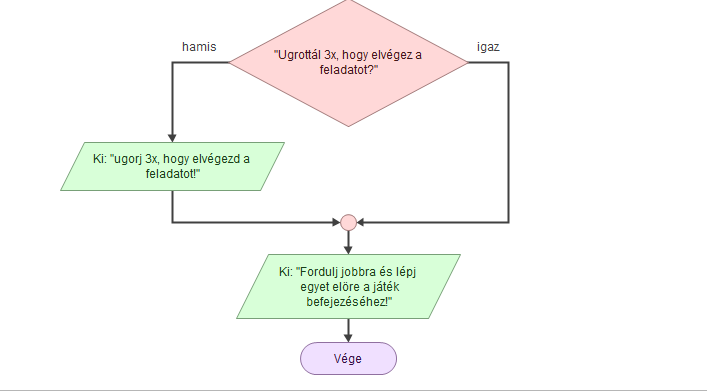 hamis
igaz
"Ugrottál 3x, hogy elvégez a
feladatot?"
Ki: "ugorj 3x, hogy elvégezd a
feladatot!"
Ki: "Fordulj jobbra és lépj
egyet elöre a játék
befejezéséhez!"
Vége